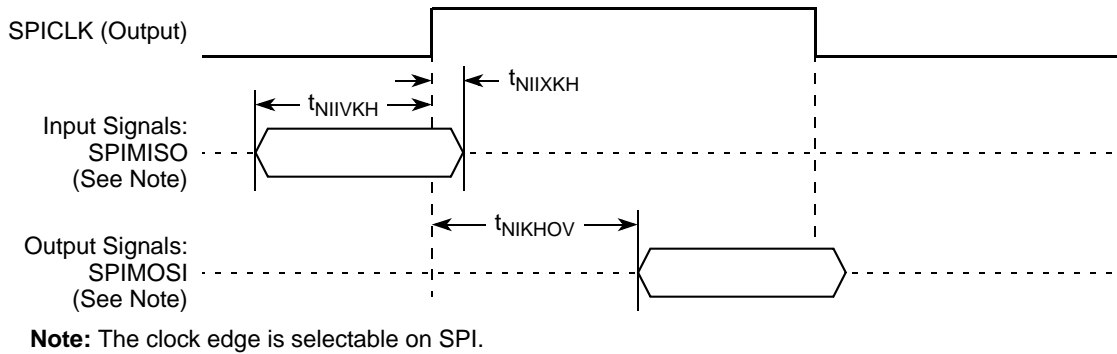 SPICLK (Output)
tNIIXKH
tNIIVKH
Input Signals:
SPIMISO
(See Note)
tNIKHOV
Output Signals:
SPIMOSI
(See Note)
Note: The clock edge is selectable on SPI.